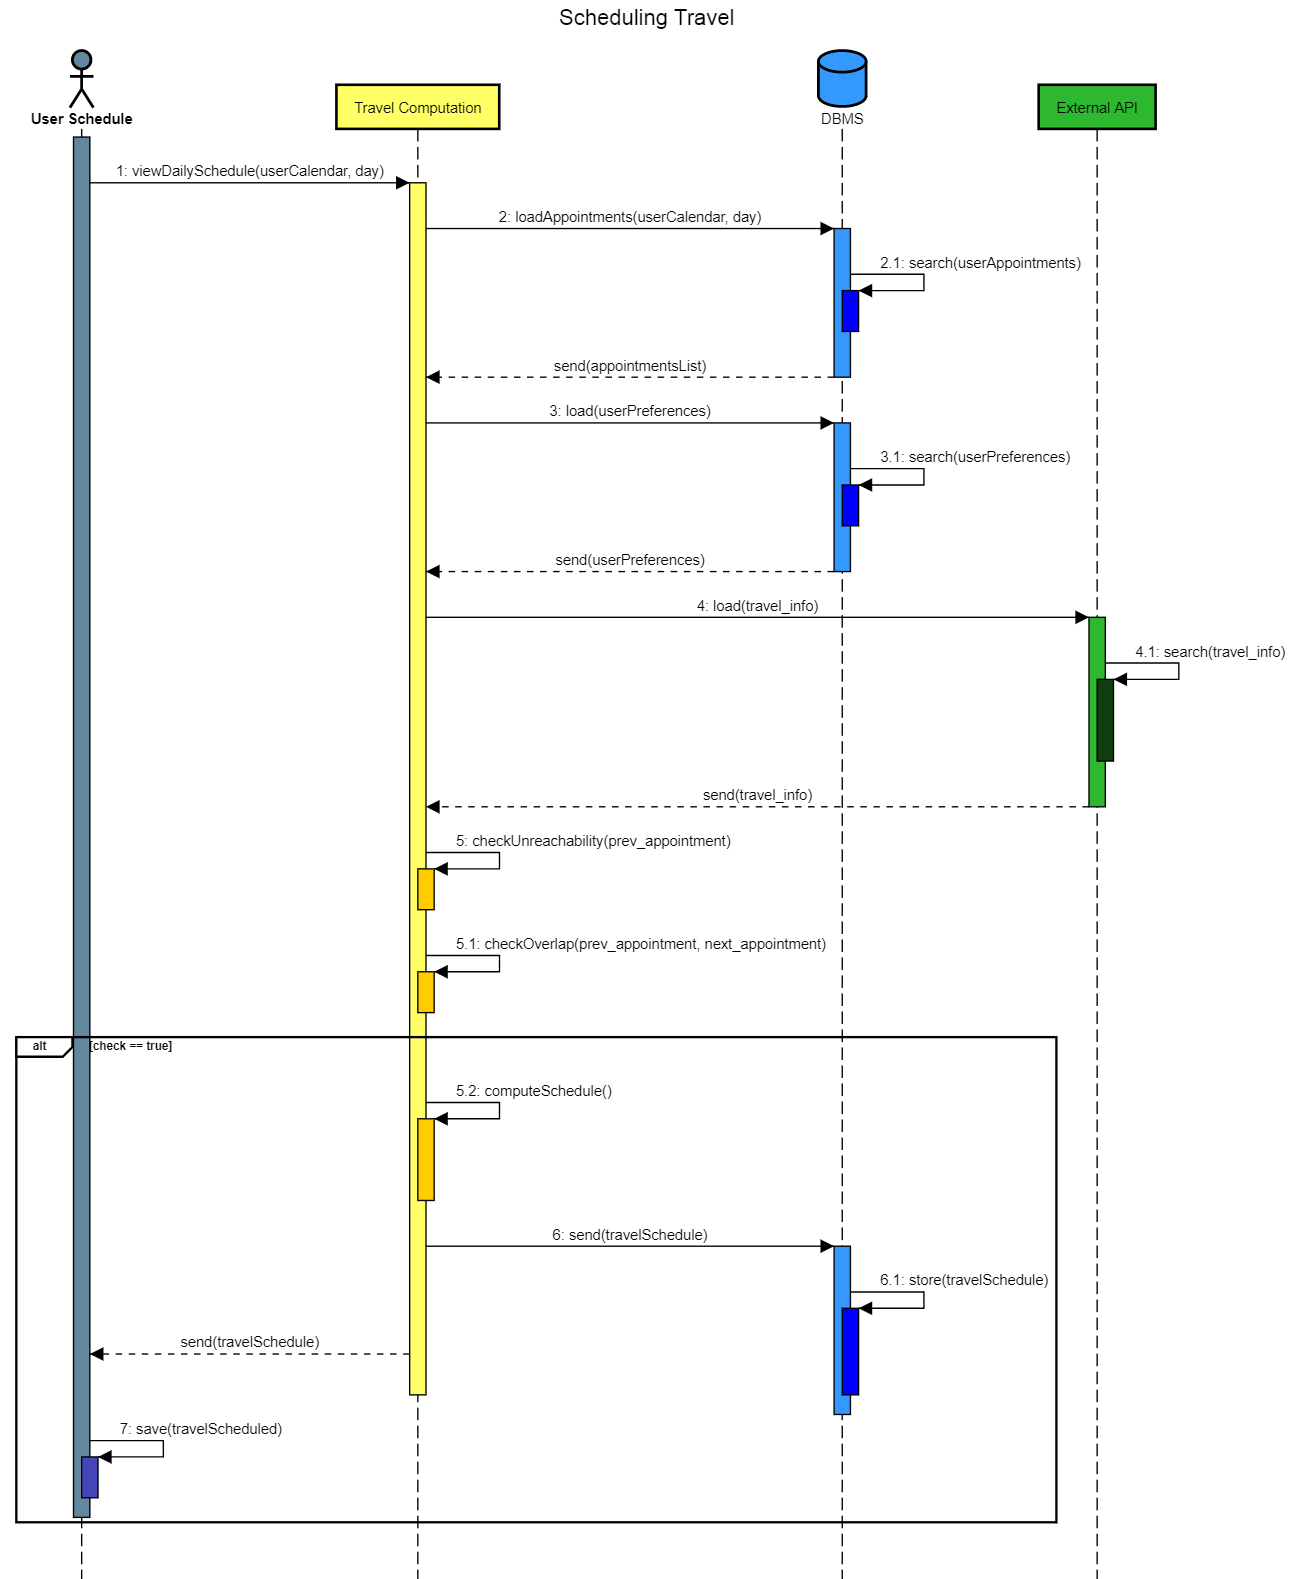 Scheduling Travel
User Schedule
Travel Computation
DBMS
External API
1: viewDailySchedule(userCalendar, day)
2: loadAppointments(userCalendar, day)
2.1: search(userAppointments)
send(appointmentsList)
3: load(userPreferences)
3.1: search(userPreferences)
send(userPreferences)
4: load(travel_info)
4.1: search(travel_info)
send(travel_info)
5: checkUnreachability(prev_appointment)
5.1: checkOverlap(prev_appointment, next_appointment)
alt
[check == true]
5.2: computeSchedule()
6: send(travelSchedule)
6.1: store(travelSchedule)
send(travelSchedule)
7: save(travelScheduled)